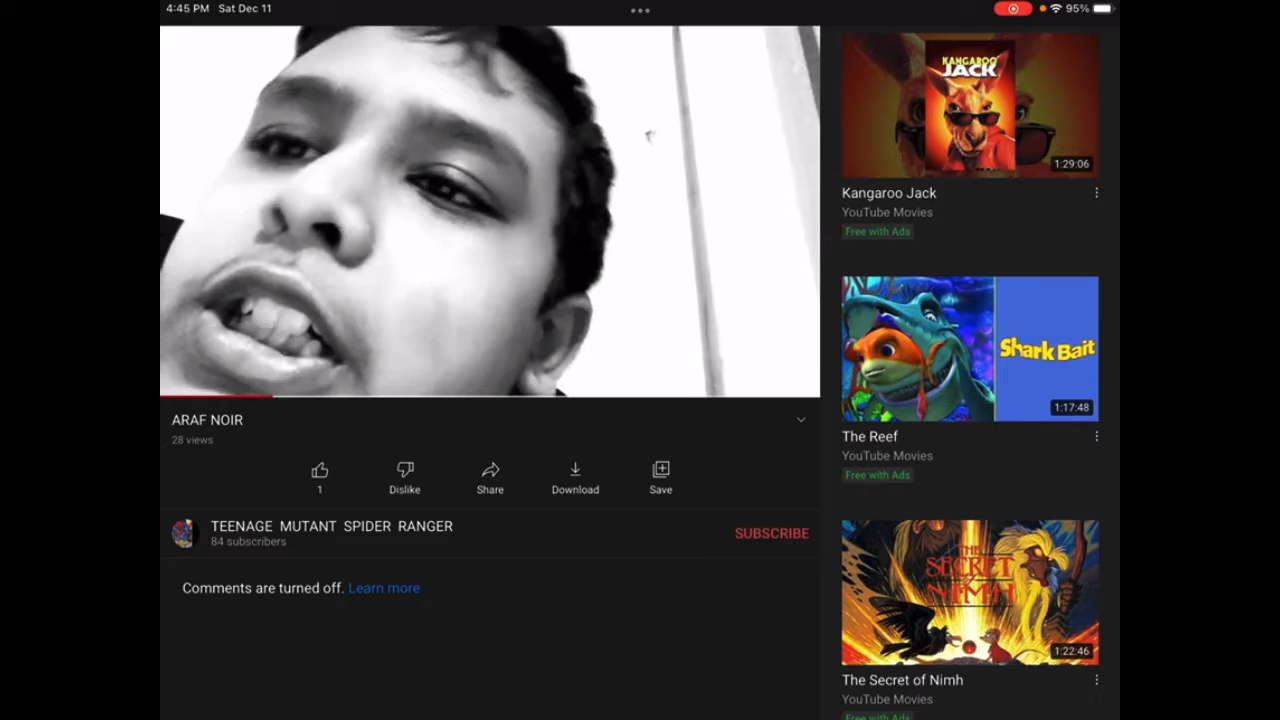 4:45 PM Sat Dec 11
95%
KANGAROO
JACK
1:29:06
Kangaroo Jack
YouTube Movies
Free with Ads
Shark Bait
1:17:48
The Reef
YouTube Movies
Free with Ads
THE
SECRET
of
NIMH
1:22:46
The Secret of Nimh
YouTube Movies
Free with Ads
ARAF NOIR
28 views
1
Dislike
Share
Download
Save
TEENAGE MUTANT SPIDER RANGER
84 subscribers
SUBSCRIBE
Comments are turned off. Learn more